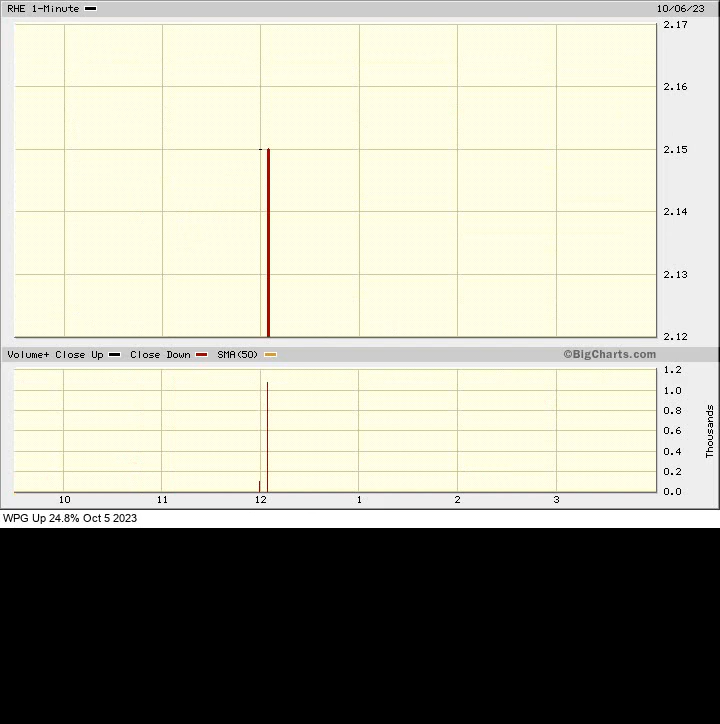 RHE 1-Minute 10/06/23
2.17
2.16
2.15
2.14
2.13
2.12
Volume+ Close Up Close Down SMA(50) ©BigCharts.com
1.2
1.0
0.8
0.6
0.4
0.2
0.0
Thousands
10 11 12 1 2 3
WPG Up 24.8% Oct 5 2023